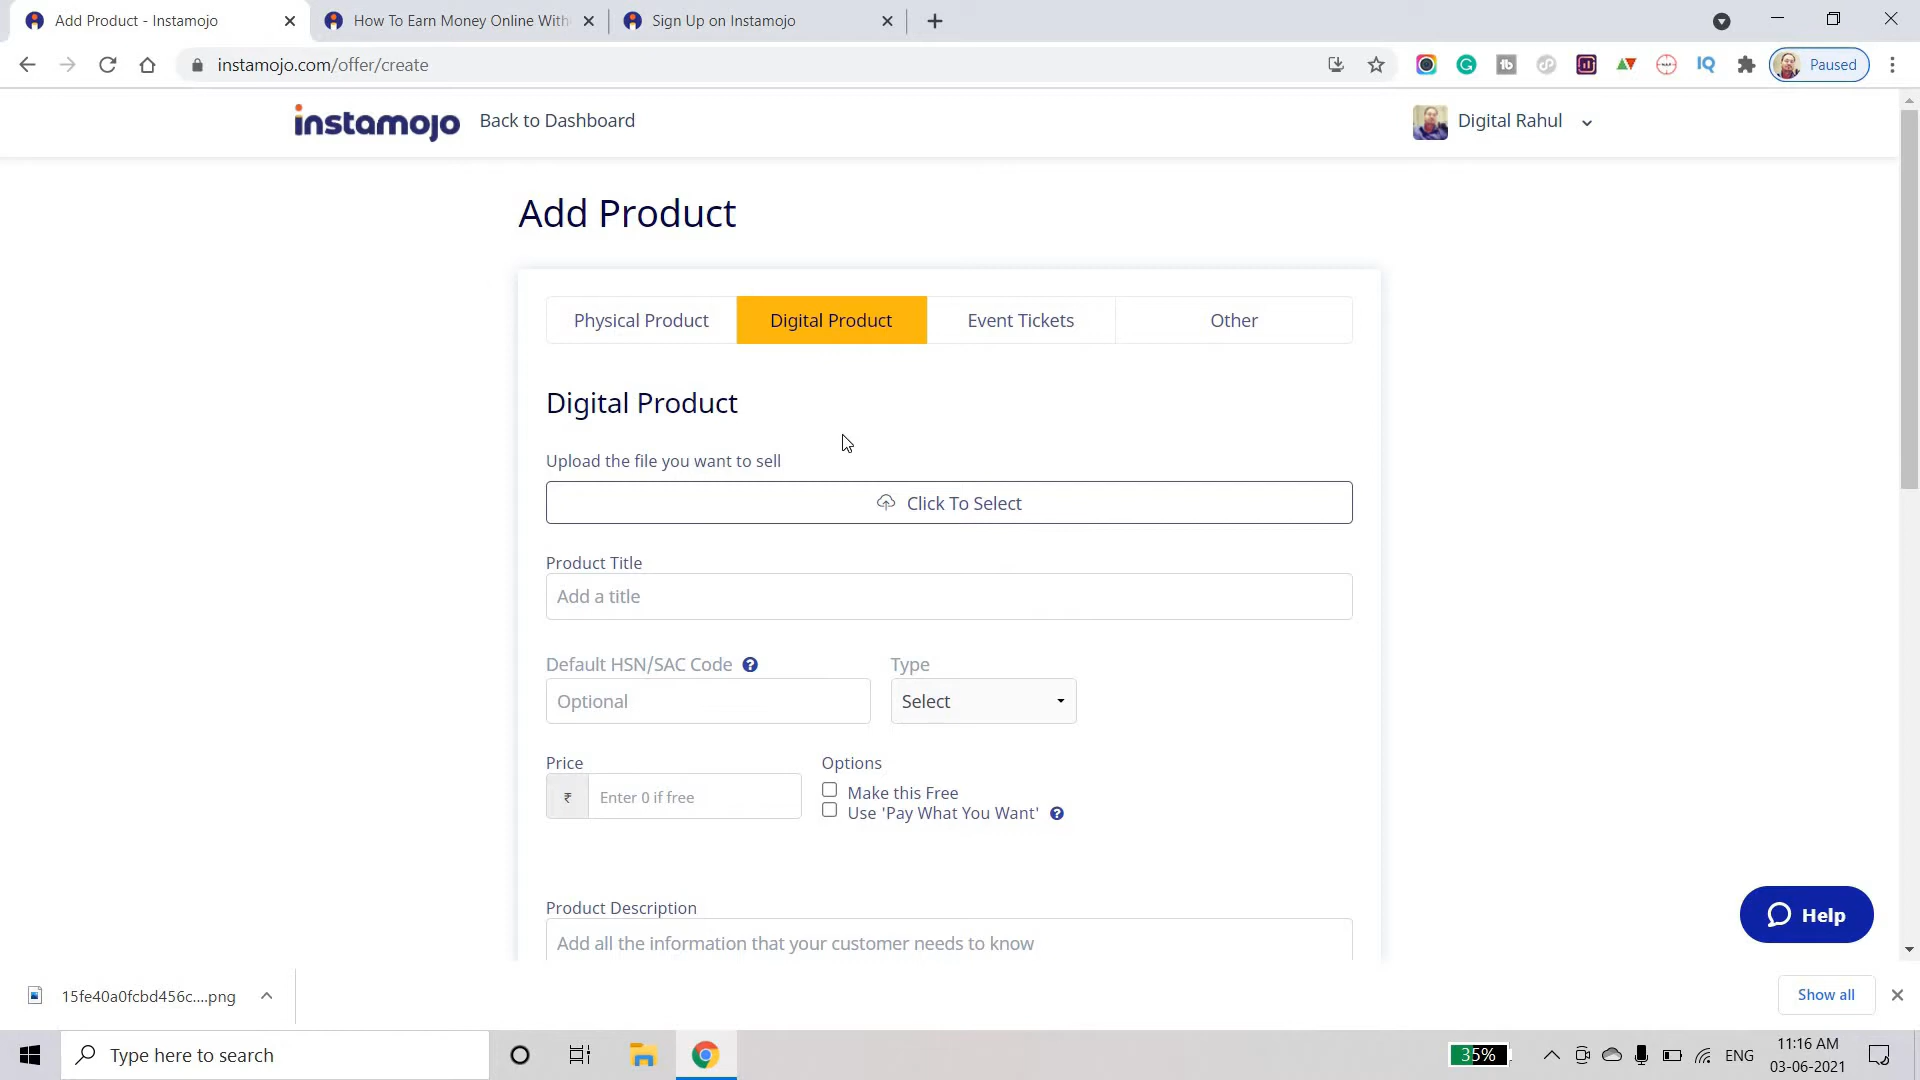 Add Product - Instamojo
How To Earn Money Online With
Sign Up on Instamojo
instamojo.com/offer/create
Paused
instamojo
Back to Dashboard
Digital Rahul
Add Product
Physical Product
Digital Product
Event Tickets
Other
Digital Product
Upload the file you want to sell
Click To Select
Product Title
Add a title
Default HSN/SAC Code ?
Type
Optional
Select
Price
Options
₹ Enter 0 if free
Make this Free
Use 'Pay What You Want' ?
Product Description
Add all the information that your customer needs to know
Help
15fe40a0fcbd456c....png
Show all
Type here to search
35%
ENG
11:16 AM
03-06-2021